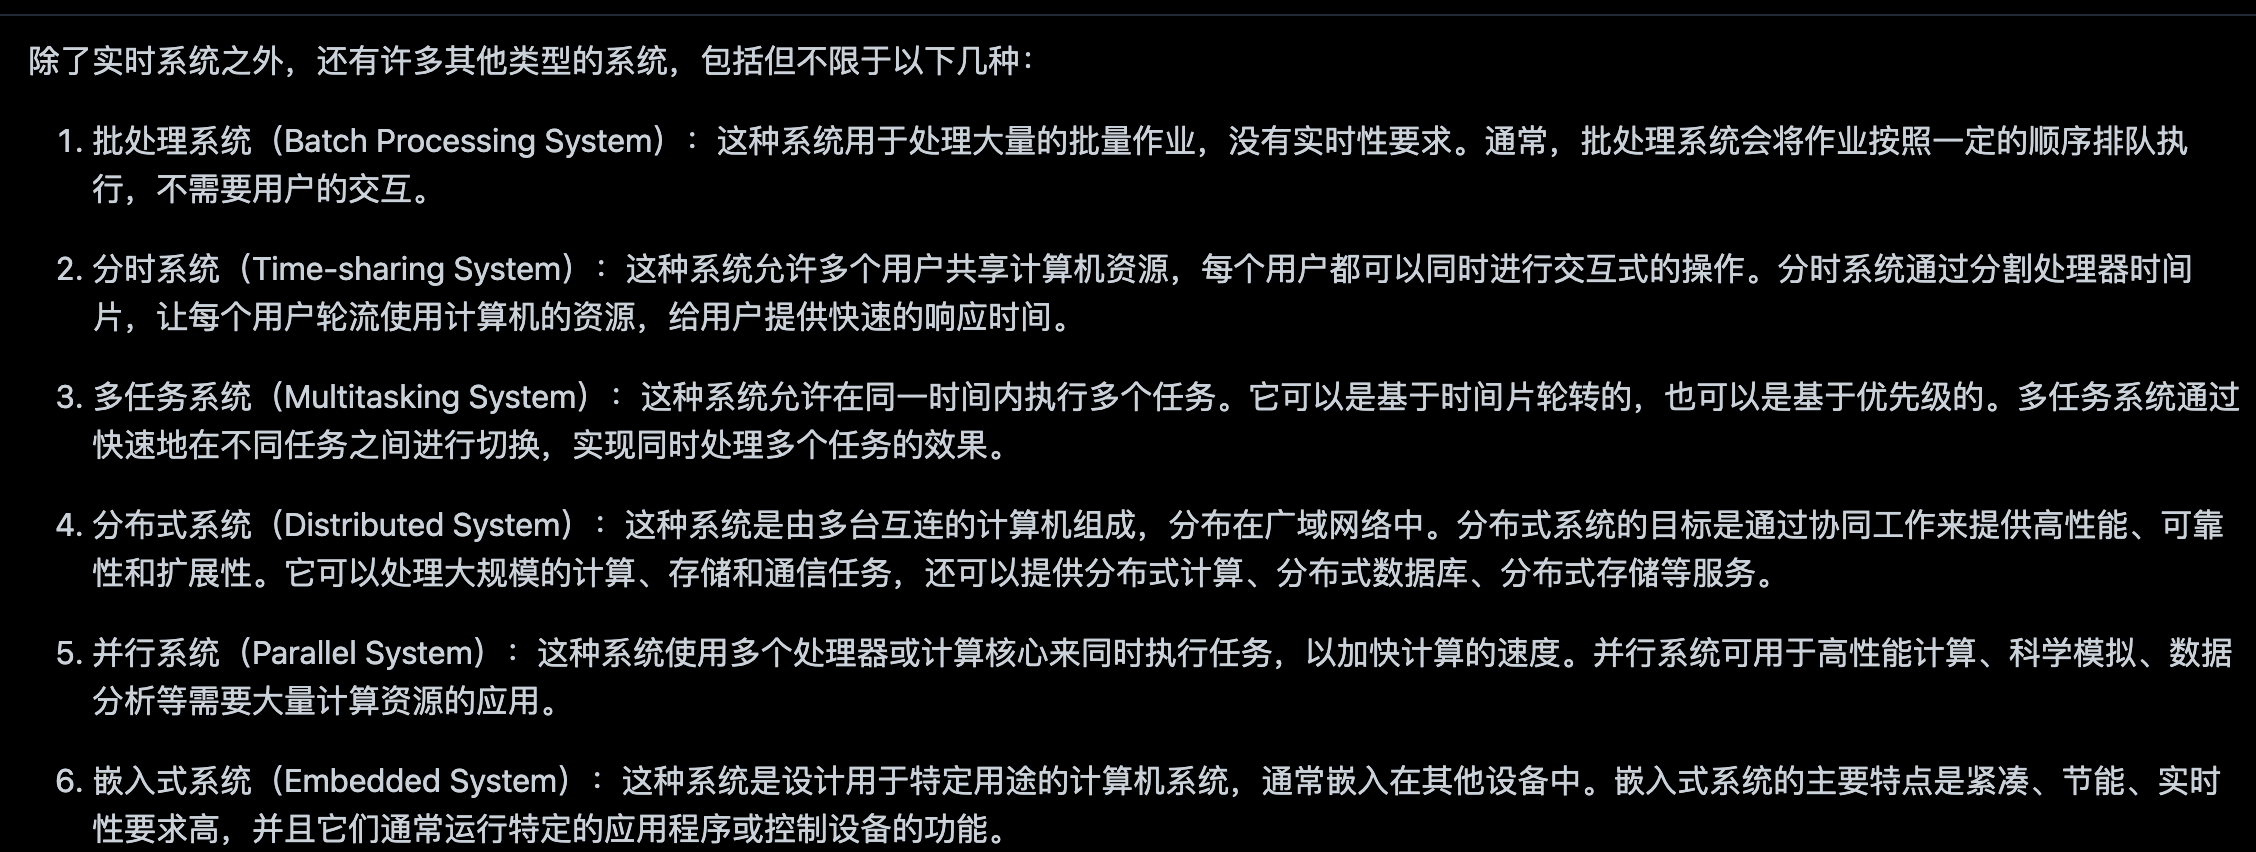 除了实时系统之外，还有许多其他类型的系统，包括但不限于以下几种：
1. 批处理系统（Batch Processing System）：这种系统用于处理大量的批量作业，没有实时性要求。通常，批处理系统会将作业按照一定的顺序排队执
行，不需要用户的交互。
2. 分时系统（Time-sharing System）：这种系统允许多个用户共享计算机资源，每个用户都可以同时进行交互式的操作。分时系统通过分割处理器时间
片，让每个用户轮流使用计算机的资源，给用户提供快速的响应时间。
3. 多任务系统（Multitasking System）：这种系统允许在同一时间内执行多个任务。它可以是基于时间片轮转的，也可以是基于优先级的。多任务系统通过
快速地在不同任务之间进行切换，实现同时处理多个任务的效果。
4. 分布式系统（Distributed System）：这种系统是由多台互连的计算机组成，分布在广域网络中。分布式系统的目标是通过协同工作来提供高性能、可靠
性和扩展性。它可以处理大规模的计算、存储和通信任务，还可以提供分布式计算、分布式数据库、分布式存储等服务。
5. 并行系统（Parallel System）：这种系统使用多个处理器或计算核心来同时执行任务，以加快计算的速度。并行系统可用于高性能计算、科学模拟、数据
分析等需要大量计算资源的应用。
6. 嵌入式系统（Embedded System）：这种系统是设计用于特定用途的计算机系统，通常嵌入在其他设备中。嵌入式系统的主要特点是紧凑、节能、实时
性要求高，并且它们通常运行特定的应用程序或控制设备的功能。